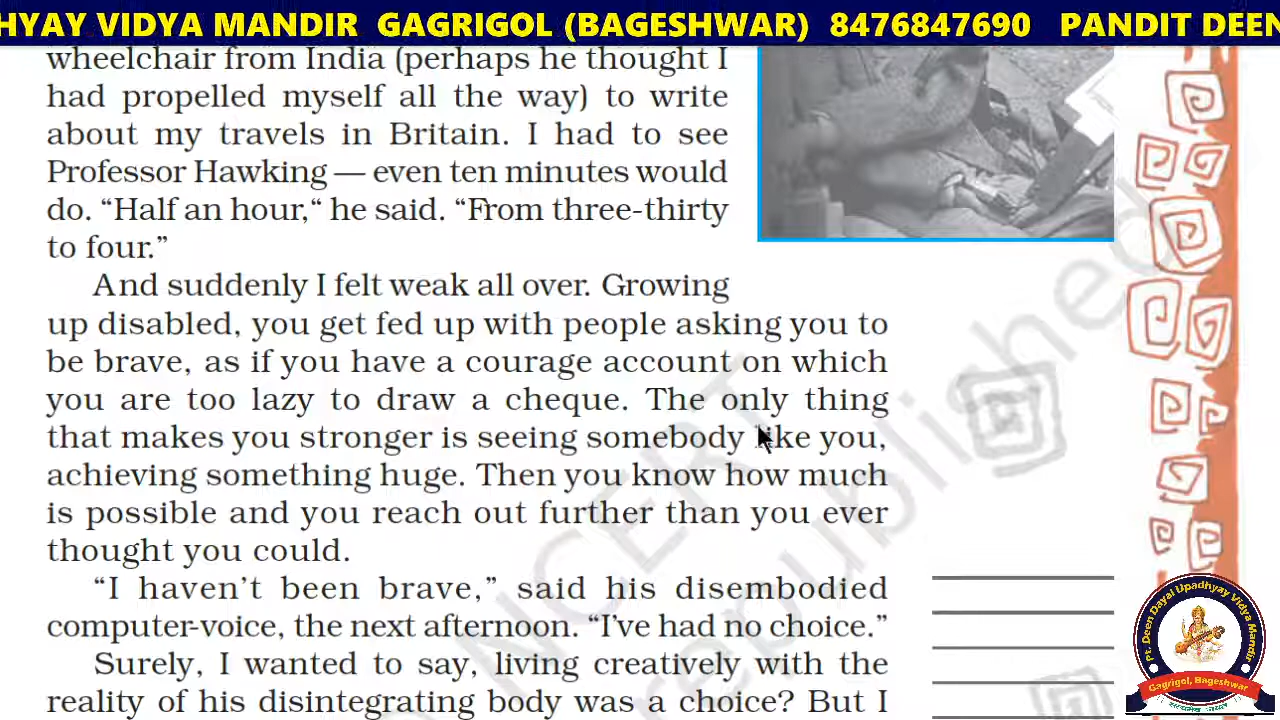 HYAY VIDYA MANDIR GAGRIGOL (BAGESHWAR) 8476847690 PANDIT DEEN
wheelchair from India (perhaps he thought I
had propelled myself all the way) to write
about my travels in Britain. I had to see
Professor Hawking — even ten minutes would
do. “Half an hour,“ he said. “From three-thirty
to four.”
And suddenly I felt weak all over. Growing
up disabled, you get fed up with people asking you to
be brave, as if you have a courage account on which
you are too lazy to draw a cheque. The only thing
that makes you stronger is seeing somebody like you,
achieving something huge. Then you know how much
is possible and you reach out further than you ever
thought you could.
“I haven’t been brave,” said his disembodied
computer-voice, the next afternoon. “I’ve had no choice.”
Surely, I wanted to say, living creatively with the
reality of his disintegrating body was a choice? But I
NCERT
republished
Pt. Deen Dayal Upadhyay Vidya Mandir
Gagrigol, Bageshwar